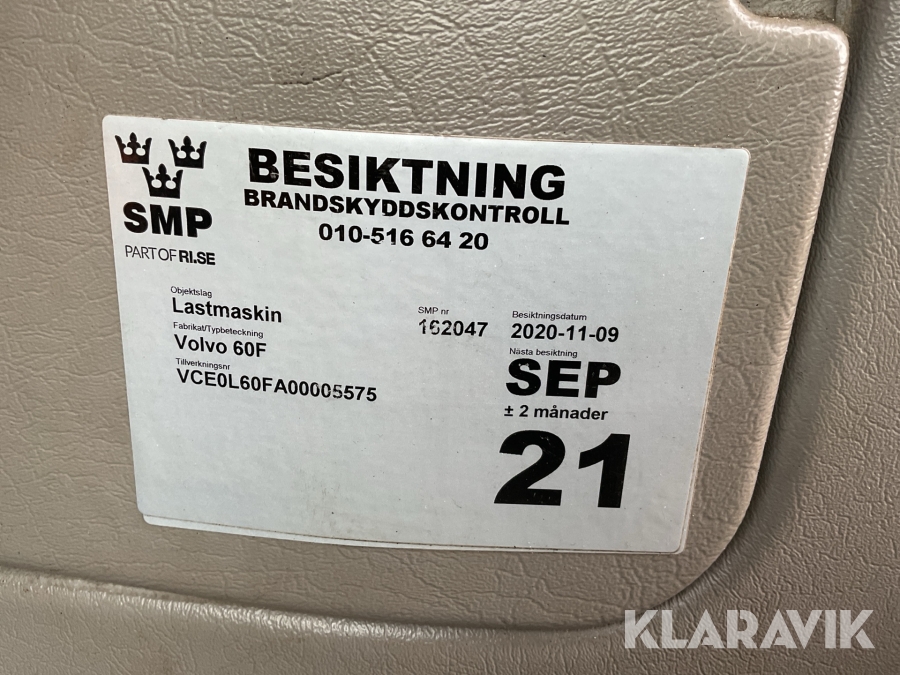 BESIKTNING
BRANDSKYDDSKONTROLL
010-516 64 20
SMP
PART OF RI.SE
Objektslag
Lastmaskin
Fabrikat/Typbeteckning
Volvo 60F
Tillverkningsnr
VCE0L60FA00005575
SMP nr
162047
Besiktningsdatum
2020-11-09
Nästa besiktning
SEP
± 2 månader
21
KLARAVIK